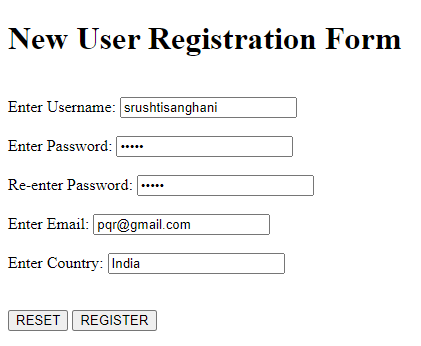 New User Registration Form
Enter Username: srushtisanghani
Enter Password: •••••
Re-enter Password: •••••
Enter Email: pqr@gmail.com
Enter Country: India
RESET REGISTER